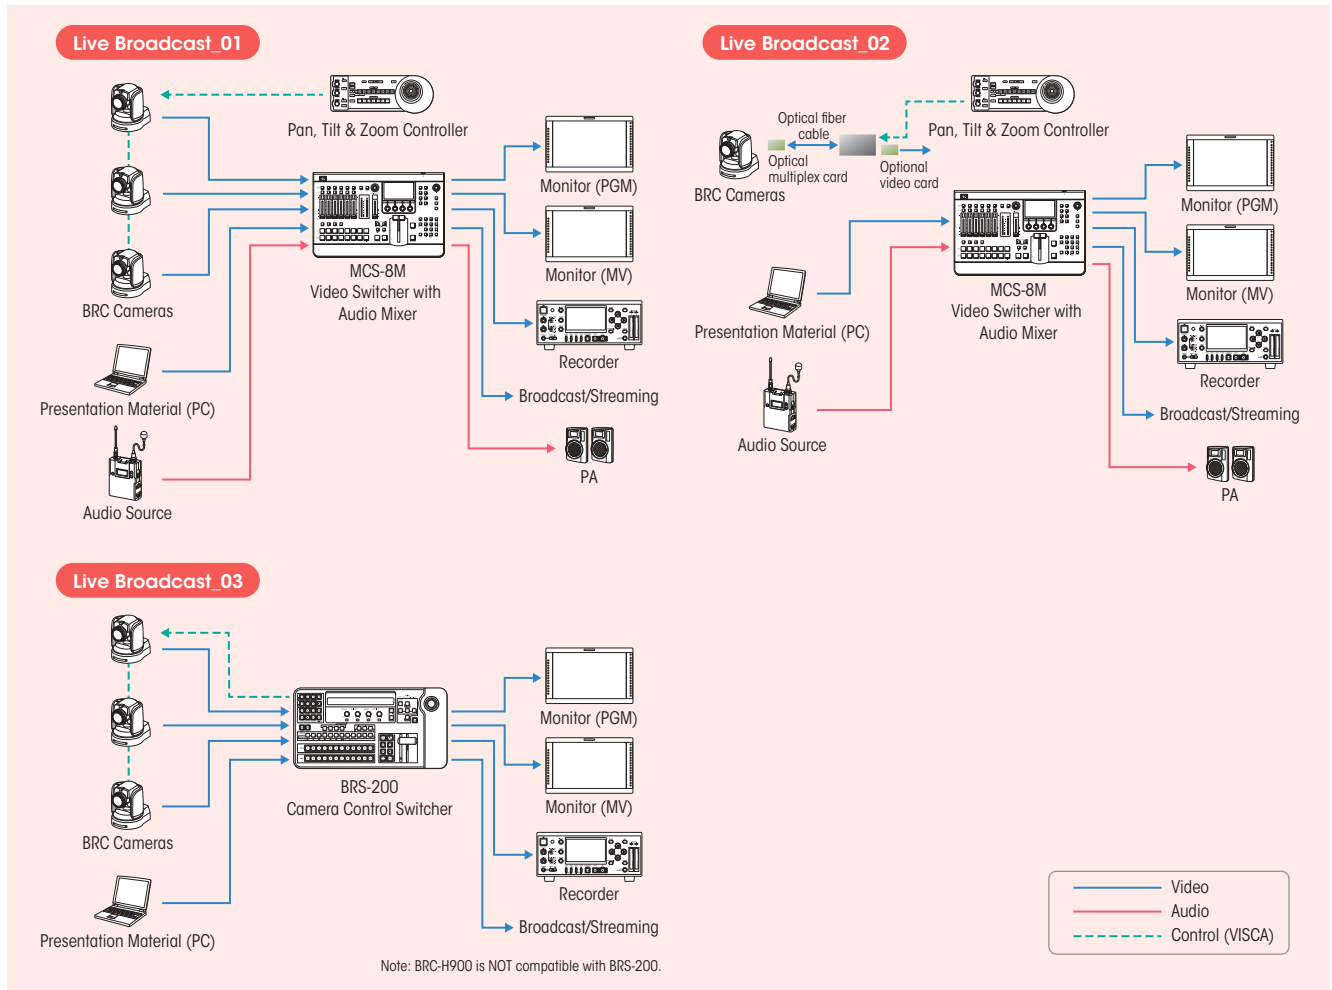 Live Broadcast_01
Pan, Tilt & Zoom Controller
BRC Cameras
Presentation Material (PC)
Audio Source
MCS-8M
Video Switcher with
Audio Mixer
Monitor (PGM)
Monitor (MV)
Recorder
Broadcast/Streaming
PA
Live Broadcast_02
Pan, Tilt & Zoom Controller
Optical fiber
cable
Optical
multiplex card
Optional
video card
BRC Cameras
Presentation Material (PC)
Audio Source
MCS-8M
Video Switcher with
Audio Mixer
Monitor (PGM)
Monitor (MV)
Recorder
Broadcast/Streaming
PA
Live Broadcast_03
BRC Cameras
Presentation Material (PC)
BRS-200
Camera Control Switcher
Monitor (PGM)
Monitor (MV)
Recorder
Broadcast/Streaming
Note: BRC-H900 is NOT compatible with BRS-200.
Video
Audio
Control (VISCA)